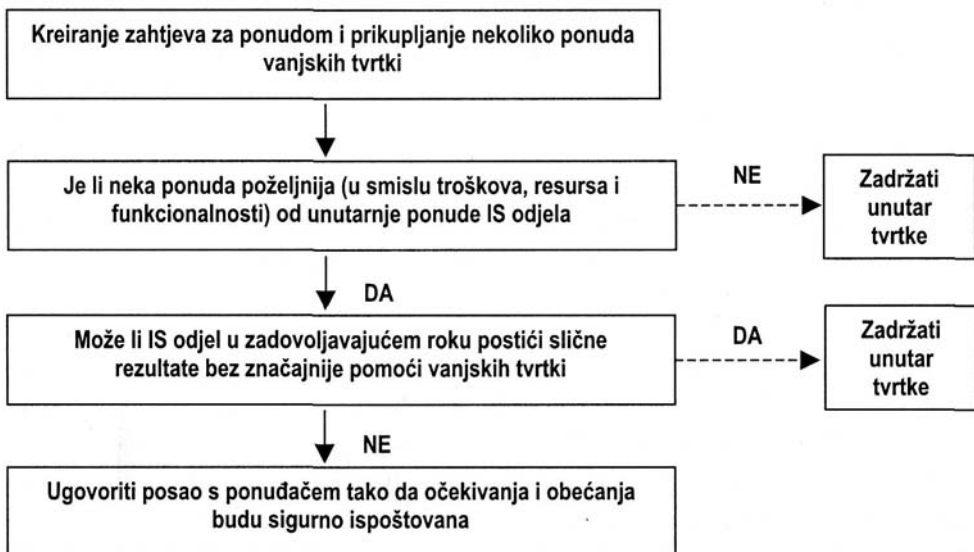 Kreiranje zahtjeva za ponudom i prikupljanje nekoliko ponuda
vanjskih tvrtki
Je li neka ponuda poželjnija (u smislu troškova, resursa i
funkcionalnosti) od unutarnje ponude IS odjela
NE
Zadržati
unutar
tvrtke
DA
Može li IS odjel u zadovoljavajućem roku postići slične
rezultate bez značajnije pomoći vanjskih tvrtki
DA
Zadržati
unutar
tvrtke
NE
Ugovoriti posao s ponuđačem tako da očekivanja i obećanja
budu sigurno ispoštovana